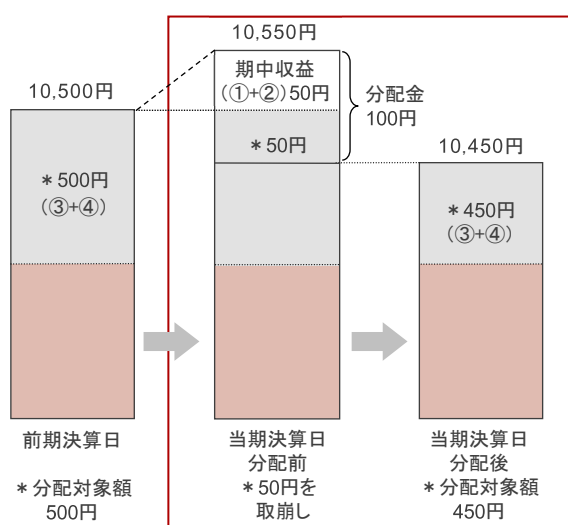 10,500円
＊500円
(③+④)
前期決算日
＊分配対象額
500円
10,550円
期中収益
(①+②)50円
＊50円
分配金
100円
当期決算日
分配前
＊50円を
取崩し
10,450円
＊450円
(③+④)
当期決算日
分配後
＊分配対象額
450円